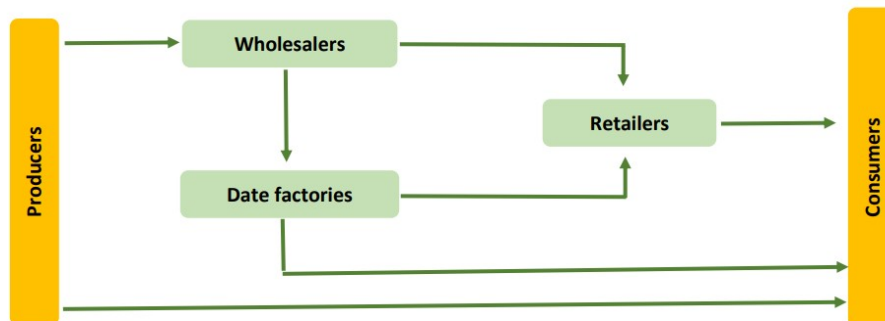 Producers
Wholesalers
Retailers
Date factories
Consumers